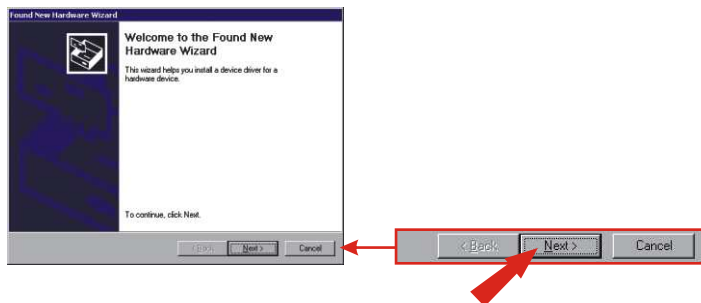 Found New Hardware Wizard
Welcome to the Found New
Hardware Wizard
This wizard helps you install a device driver for a
hardware device.
To continue, click Next.
< Back Next > Cancel
< Back Next > Cancel